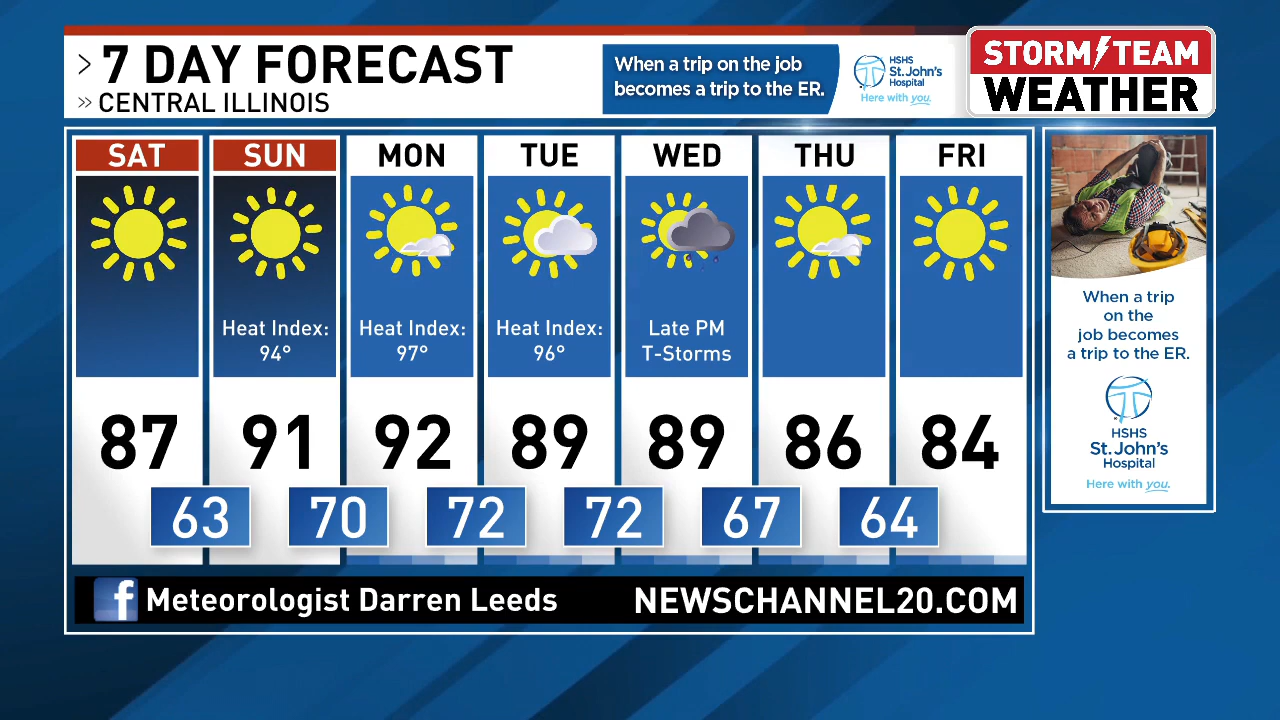 > 7 DAY FORECAST
>> CENTRAL ILLINOIS
When a trip on the job
becomes a trip to the ER.
HSHS
St. John's
Hospital
Here with you.
STORM TEAM
WEATHER
SAT SUN MON TUE WED THU FRI
Heat Index: Heat Index: Heat Index: Late PM
94° 97° 96° T-Storms
87 91 92 89 89 86 84
63 70 72 72 67 64
f Meteorologist Darren Leeds NEWSCHANNEL20.COM
When a trip
on the
job becomes
a trip to the ER.
HSHS
St. John's
Hospital
Here with you.